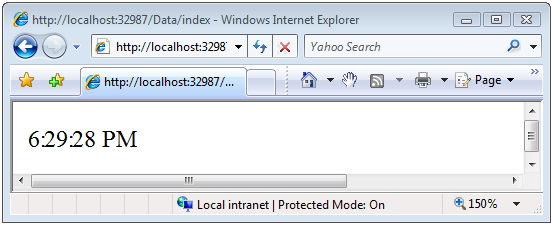 http://localhost:32987/Data/index - Windows Internet Explorer
http://localhost:3298
Yahoo Search
http://localhost:32987/...
Page
6:29:28 PM
Local intranet | Protected Mode: On
150%